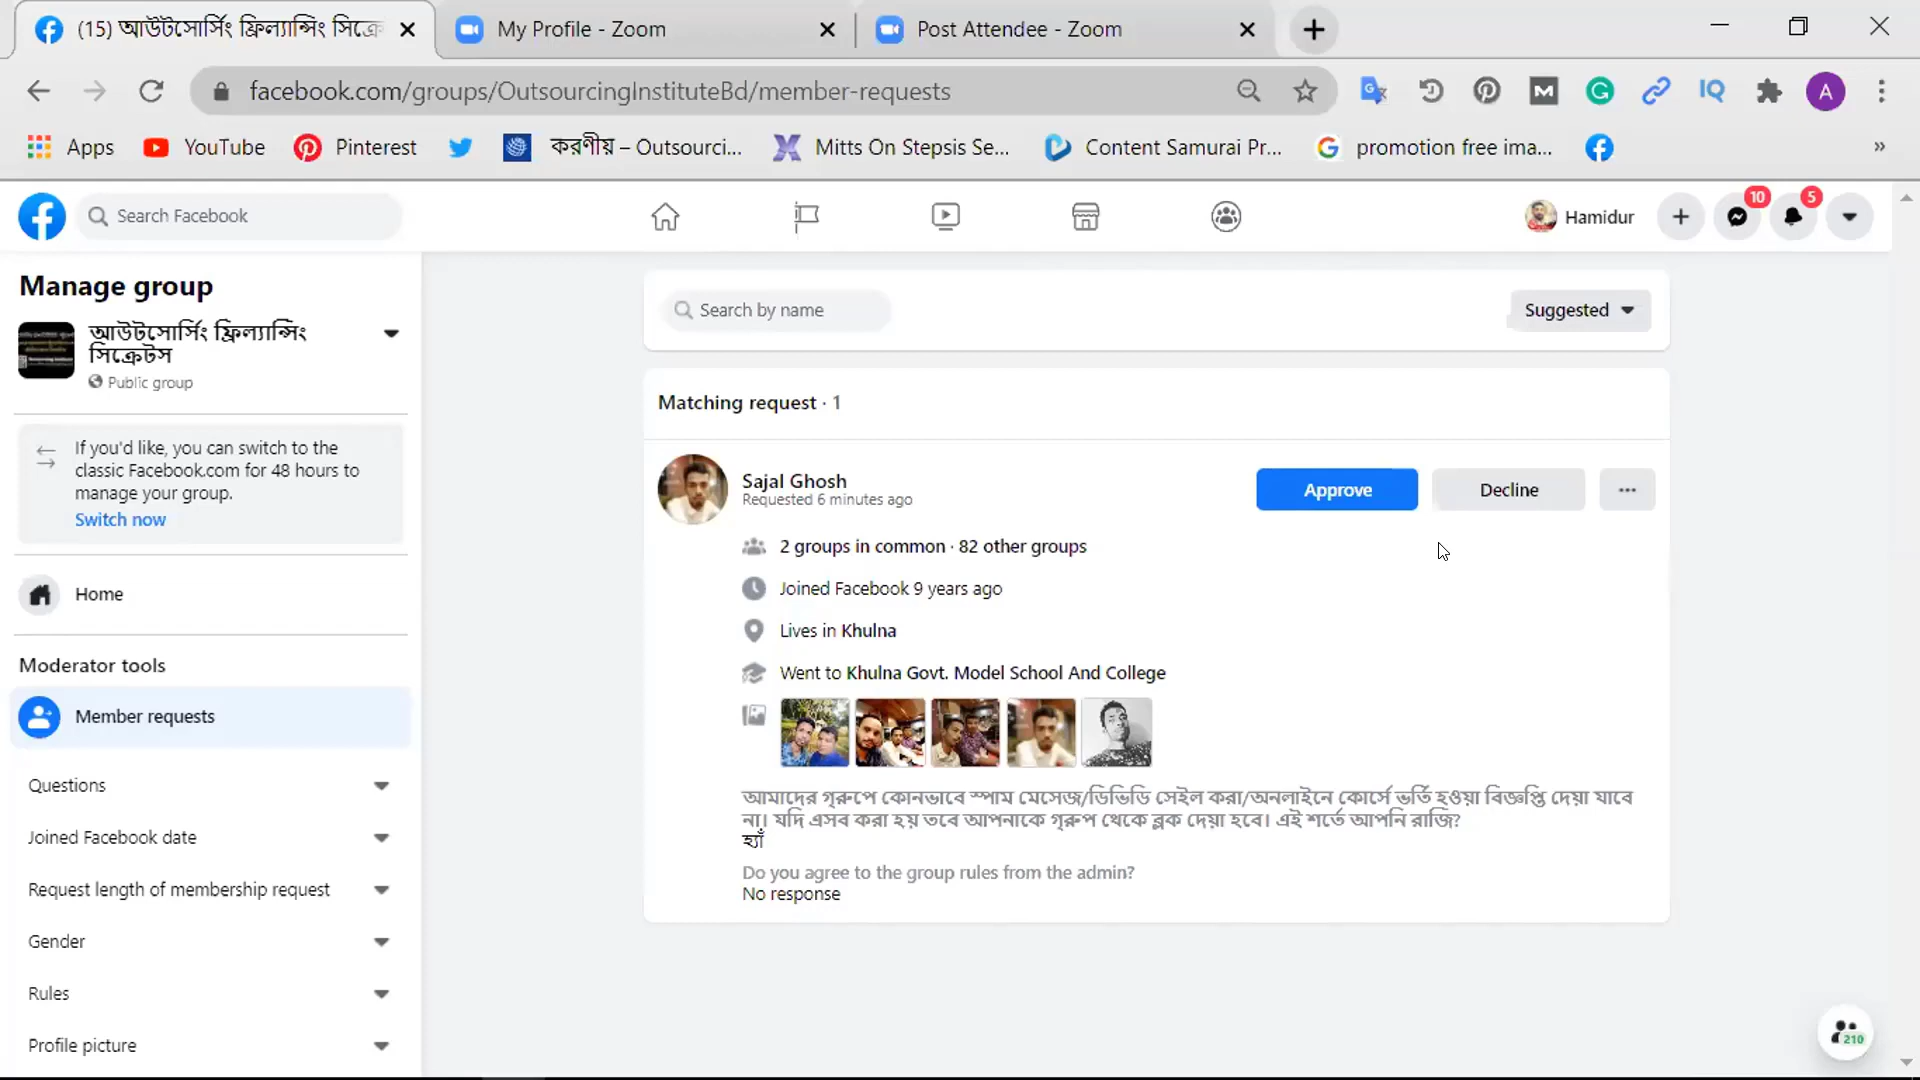 (15) আউটসোর্সিং ফ্রিল্যান্সিং সিক্রে
My Profile - Zoom
Post Attendee - Zoom
facebook.com/groups/OutsourcingInstituteBd/member-requests
A
Apps
YouTube
Pinterest
করণীয় – Outsourci...
Mitts On Stepsis Se...
Content Samurai Pr...
promotion free ima...
»
Search Facebook
Hamidur
10
5
Manage group
আউটসোর্সিং ফ্রিল্যান্সিং
সিক্রেটস
Public group
If you'd like, you can switch to the
classic Facebook.com for 48 hours to
manage your group.
Switch now
Home
Moderator tools
Member requests
Questions
Joined Facebook date
Request length of membership request
Gender
Rules
Profile picture
Search by name
Suggested
Matching request · 1
Sajal Ghosh
Requested 6 minutes ago
Approve
Decline
2 groups in common · 82 other groups
Joined Facebook 9 years ago
Lives in Khulna
Went to Khulna Govt. Model School And College
আমাদের গৃরুপে কোনভাবে স্পাম মেসেজ/ডিভিডি সেইল করা/অনলাইনে কোর্সে ভর্তি হওয়া বিজ্ঞপ্তি দেয়া যাবে
না। যদি এসব করা হয় তবে আপনাকে গৃরুপ থেকে ব্লক দেয়া হবে। এই শর্তে আপনি রাজি?
হ্যাঁ
Do you agree to the group rules from the admin?
No response
210